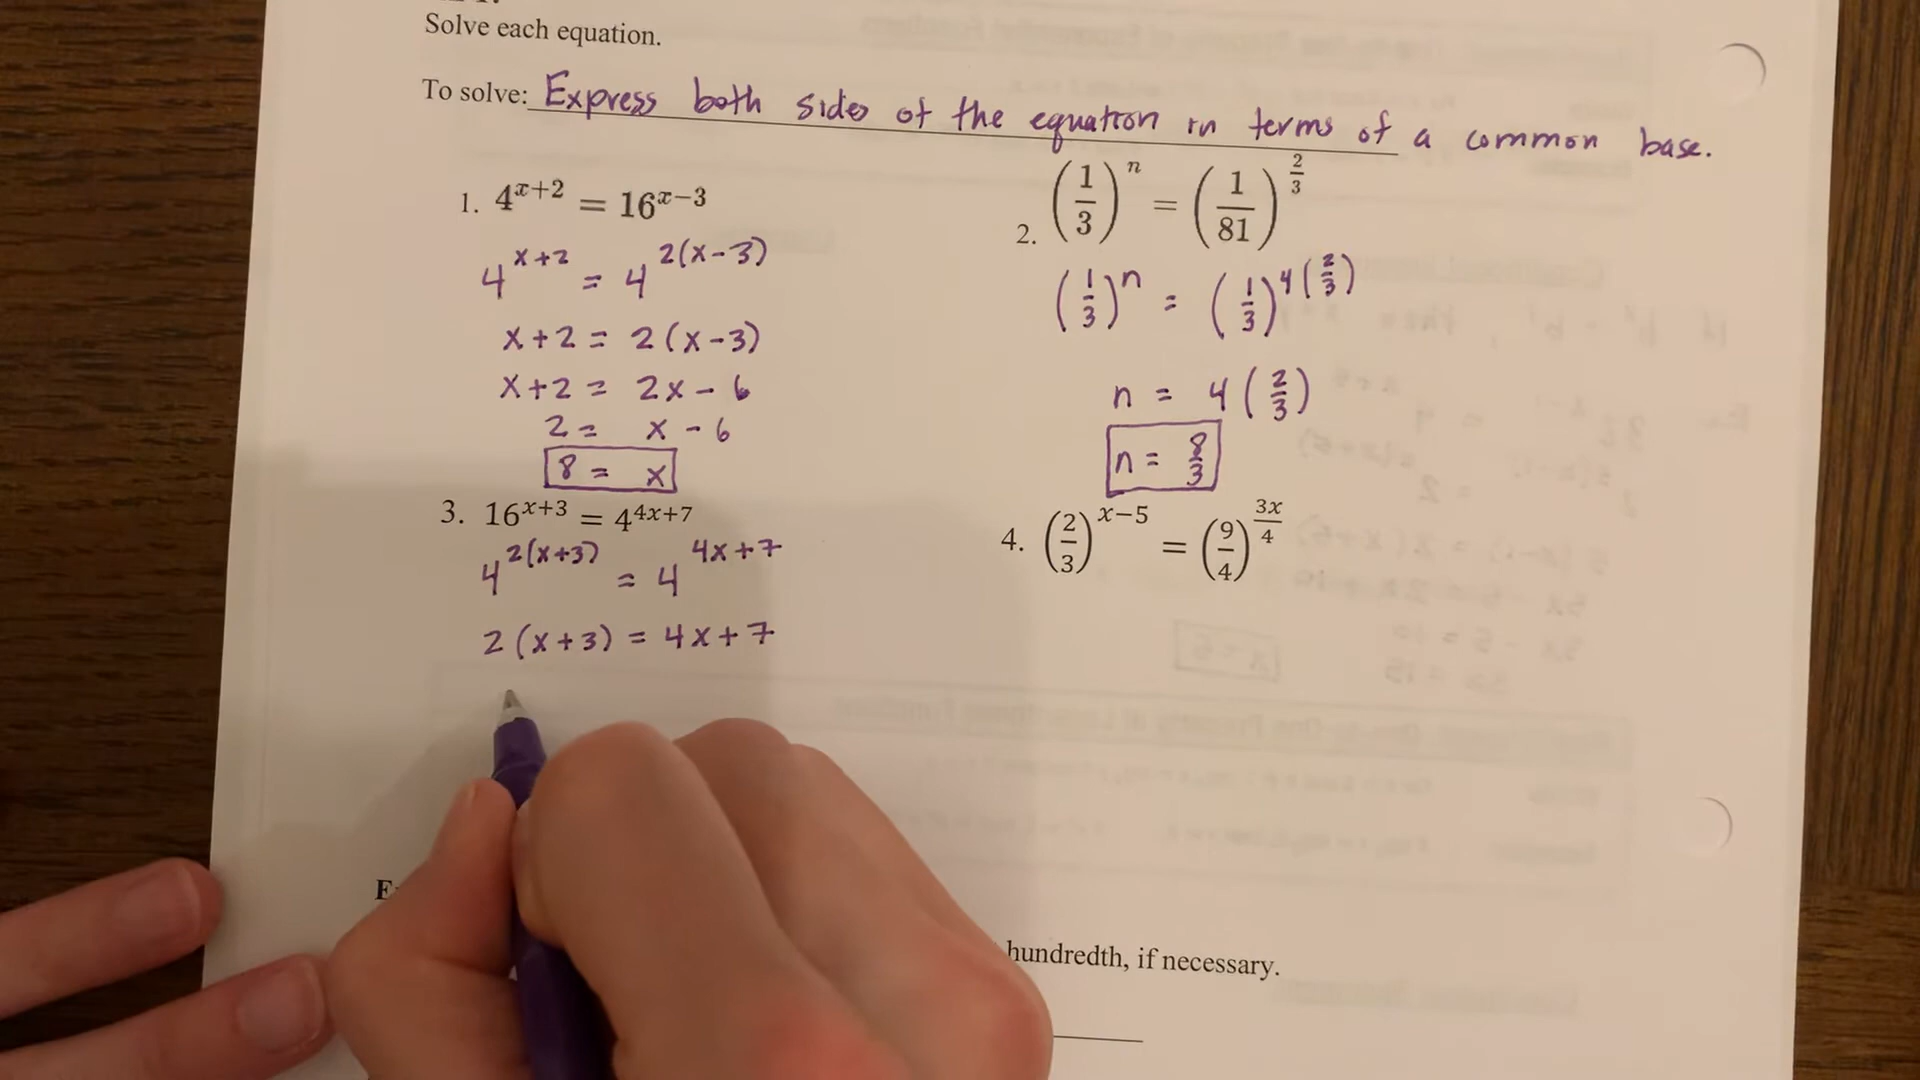 Solve each equation.
To solve: Express both sides of the equation in terms of a common base.
1. 4^{x+2} = 16^{x-3}
4^{x+2} = 4^{2(x-3)}
x+2 = 2(x-3)
x+2 = 2x-6
2 = x-6
8 = x
2. (1/3)^n = (1/81)^{2/3}
(1/3)^n = (1/3)^{4(2/3)}
n = 4(2/3)
n = 8/3
3. 16^{x+3} = 4^{4x+7}
4^{2(x+3)} = 4^{4x+7}
2(x+3) = 4x+7
4. (2/3)^{x-5} = (9/4)^{3x/4}
hundredth, if necessary.